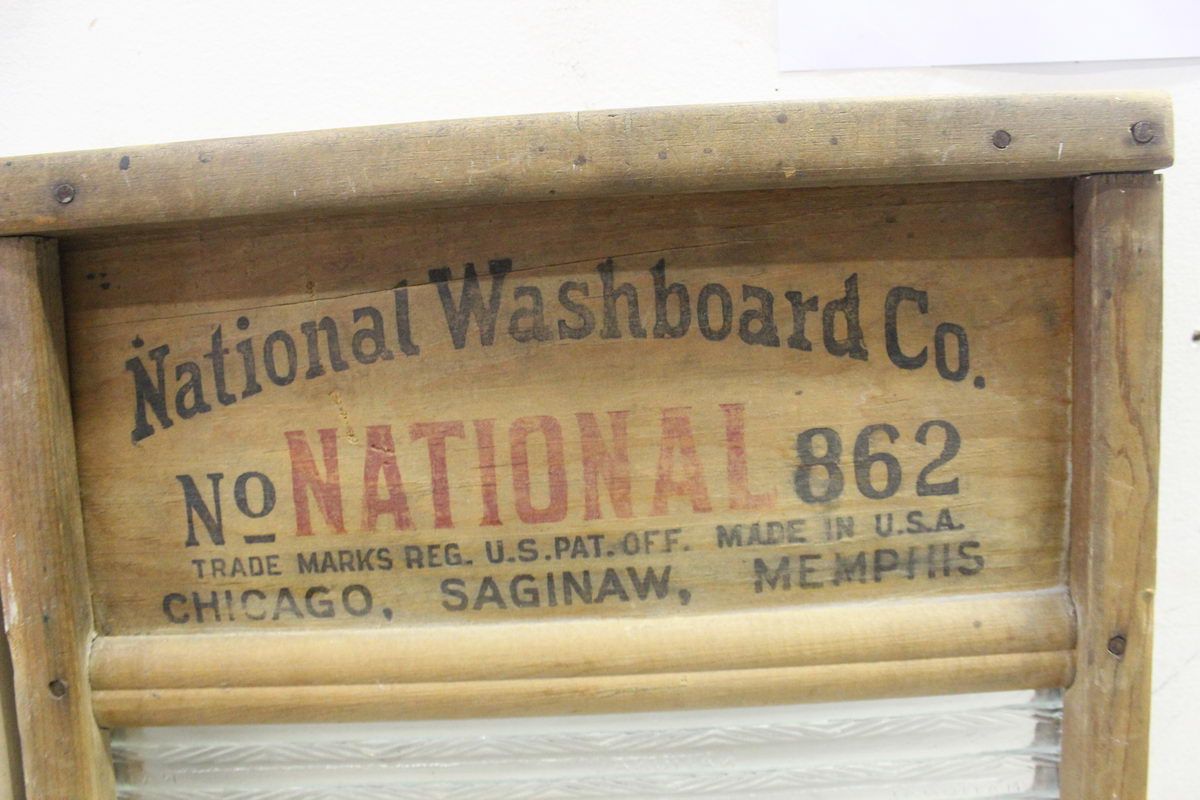 National Washboard Co.
No NATIONAL 862
TRADE MARKS REG. U.S. PAT. OFF. MADE IN U.S.A.
CHICAGO, SAGINAW, MEMPHIS